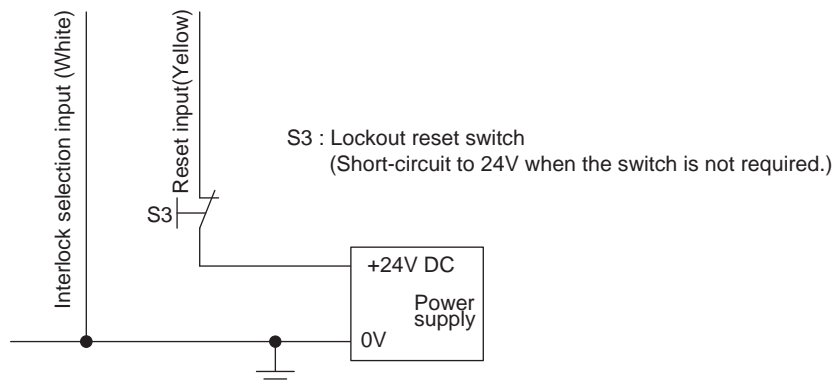 Interlock selection input (White)
Reset input(Yellow)
S3 : Lockout reset switch
(Short-circuit to 24V when the switch is not required.)
S3
+24V DC
Power
supply
0V